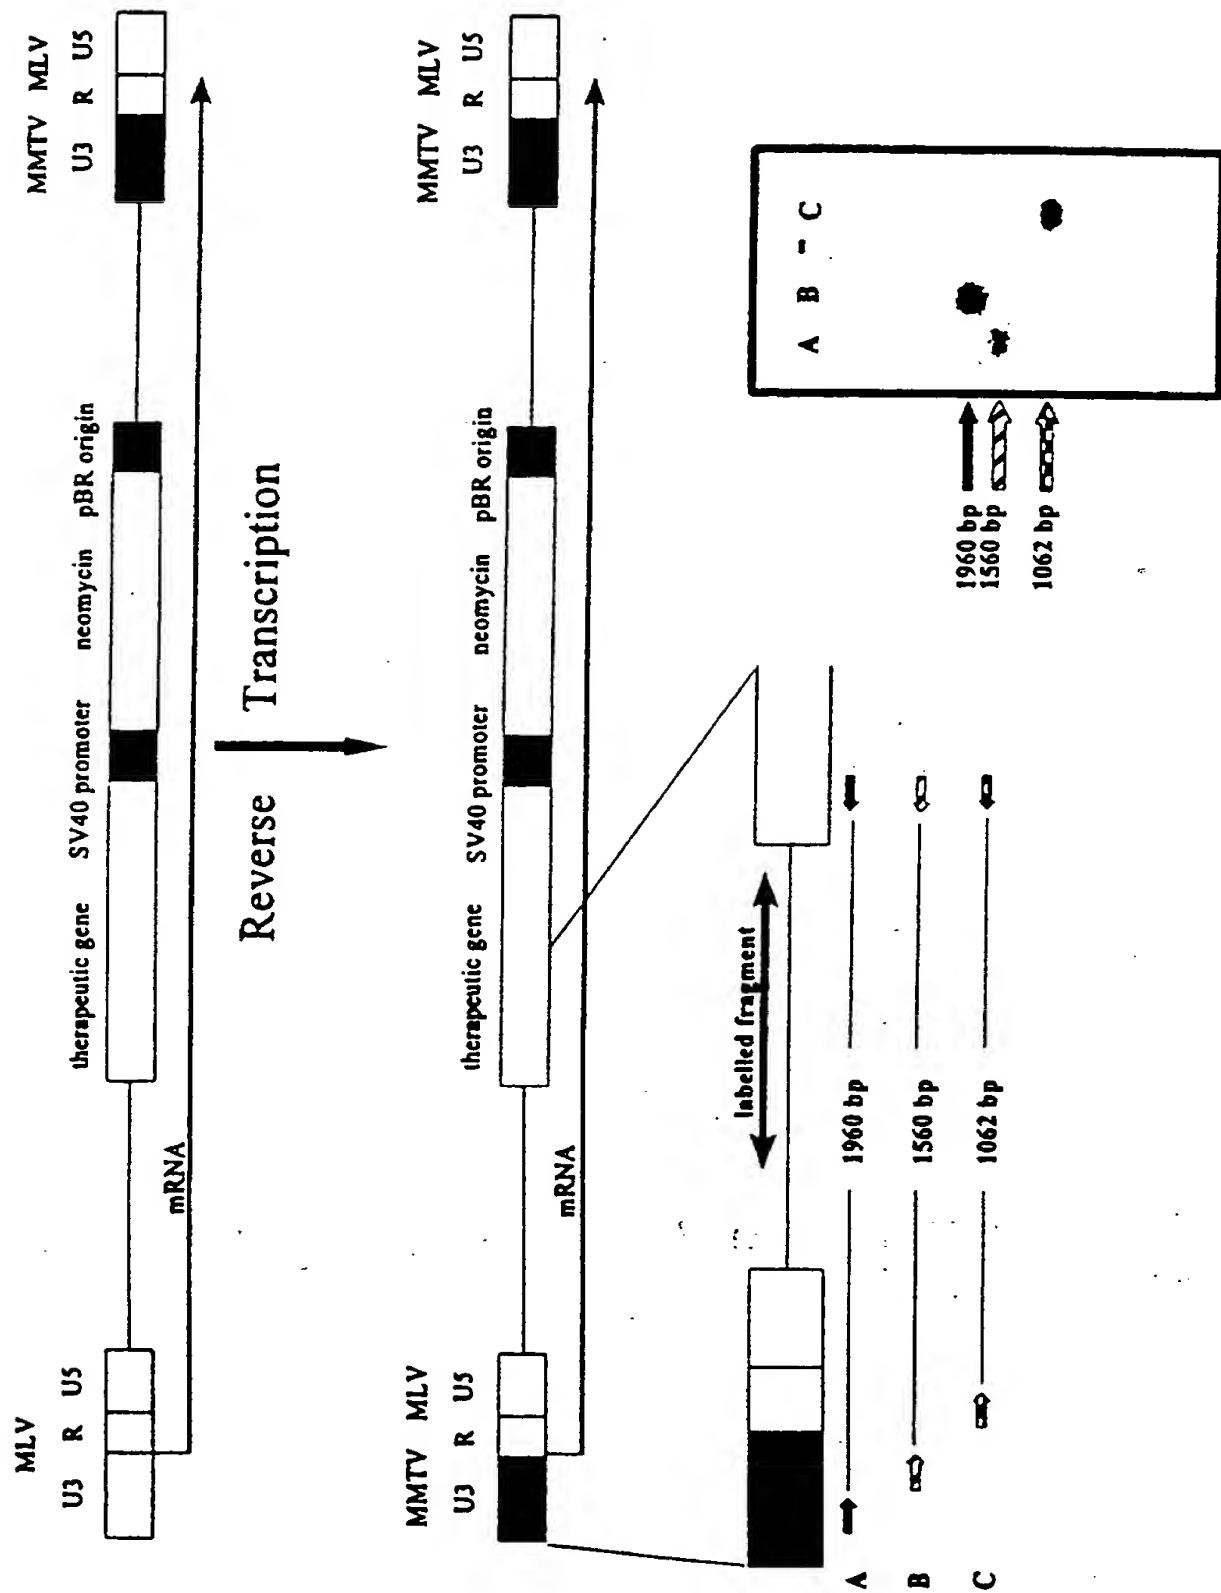 MLV MMTV MLV
U3 R U5 U3 R U5
therapeutic gene SV40 promoter neomycin pBR origin
mRNA
Reverse Transcription
MMTV MLV MMTV MLV
U3 R U5 U3 R U5
therapeutic gene SV40 promoter neomycin pBR origin
mRNA
labelled fragment
A 1960 bp
B 1560 bp
C 1062 bp
A B - C
1960 bp
1560 bp
1062 bp